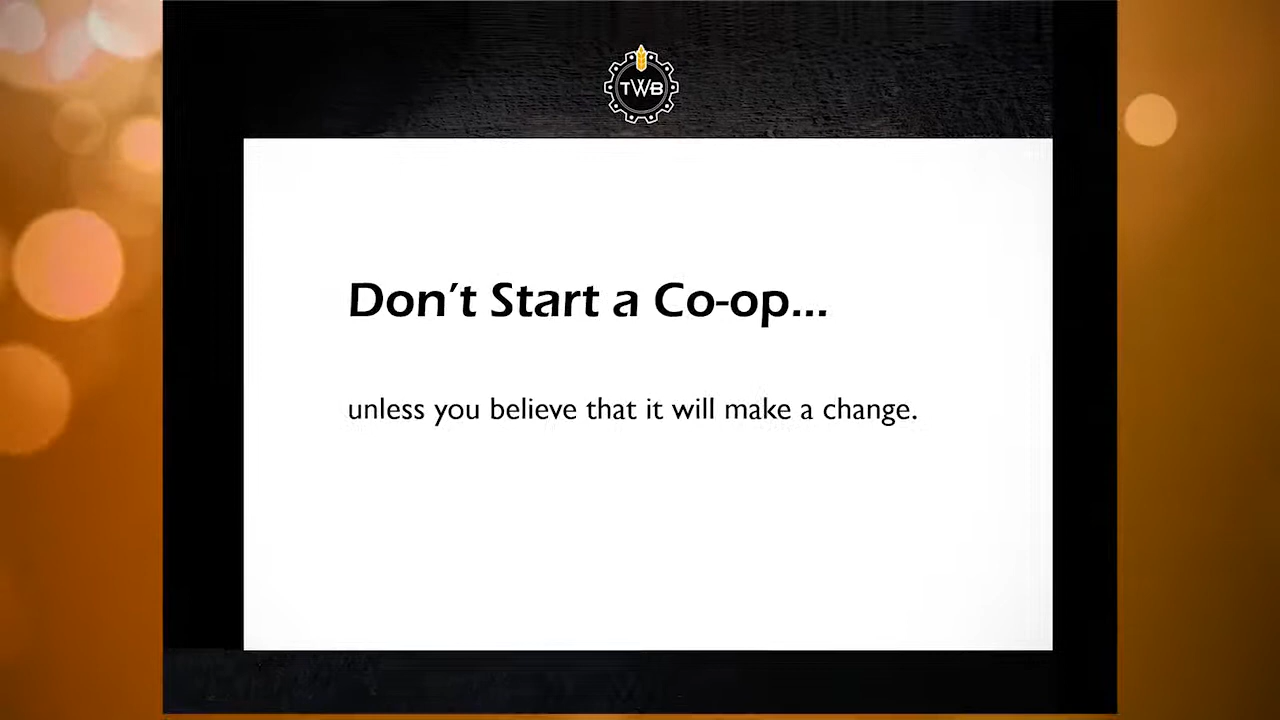 TWB
Don't Start a Co-op...
unless you believe that it will make a change.